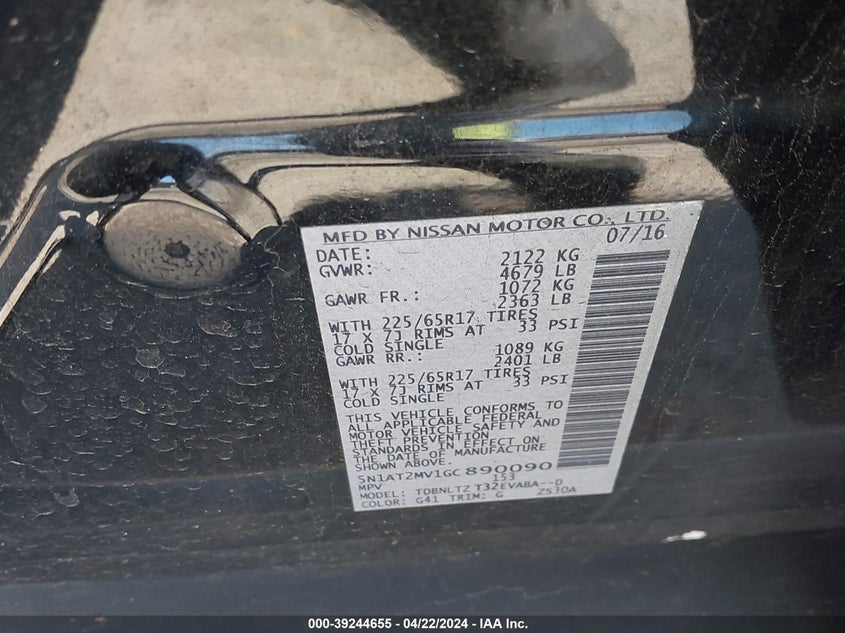 MFD BY NISSAN MOTOR CO., LTD.
DATE: 07/16
GVWR: 2122 KG
4679 LB
GAWR FR.: 1072 KG
2363 LB
WITH 225/65R17 TIRES
17 X 7J RIMS AT 33 PSI
COLD SINGLE
GAWR RR.: 1089 KG
2401 LB
WITH 225/65R17 TIRES
17 X 7J RIMS AT 33 PSI
COLD SINGLE
THIS VEHICLE CONFORMS TO
ALL APPLICABLE FEDERAL
MOTOR VEHICLE SAFETY AND
THEFT PREVENTION
STANDARDS IN EFFECT ON
THE DATE OF MANUFACTURE
SHOWN ABOVE.
5N1AT2MV1GC890090
MPV 153
MODEL: TDBNLTZ T32EVABA--D
COLOR: G41 TRIM: G ZS30A
000-39244655 - 04/22/2024 - IAA Inc.